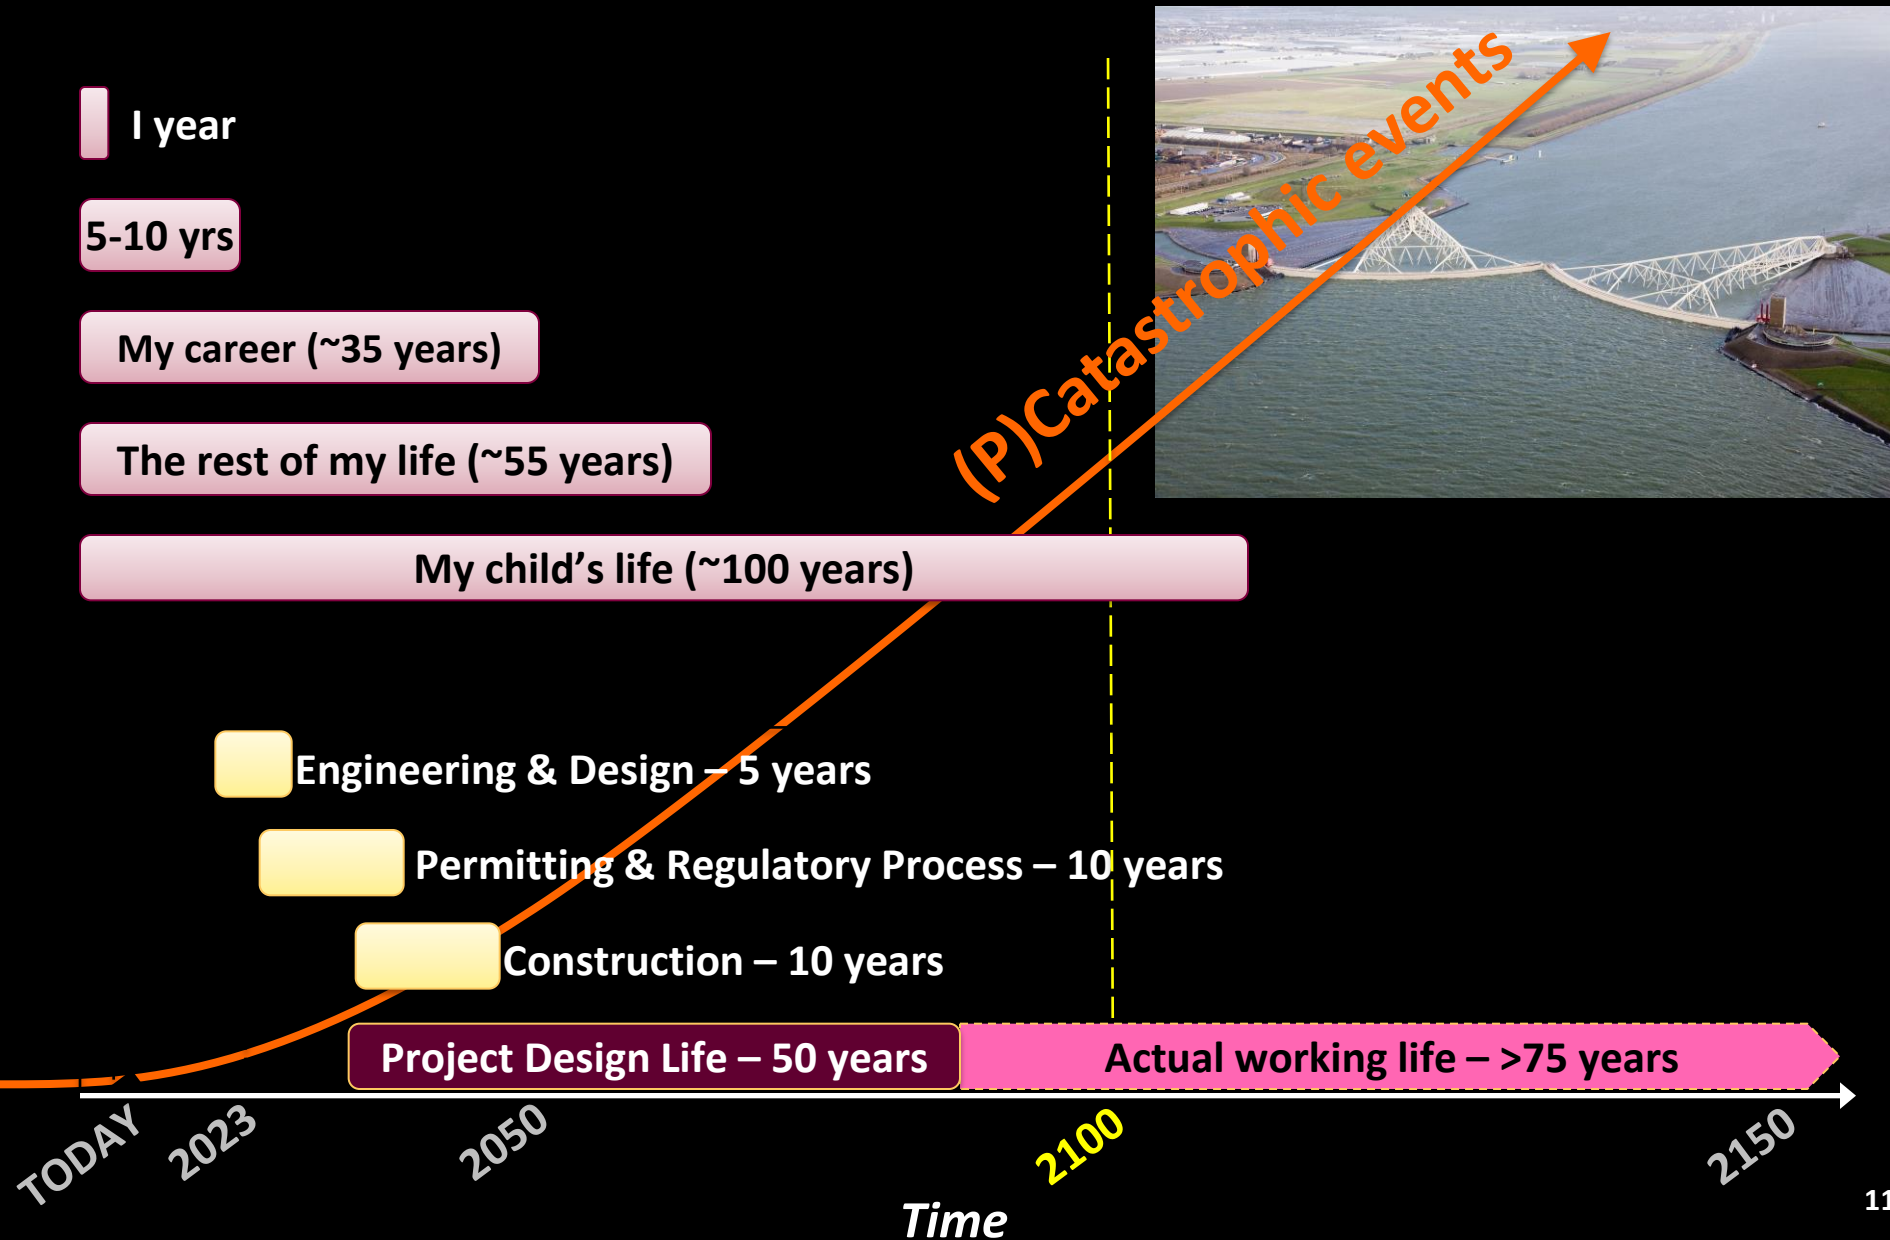 I year
5-10 yrs
My career (~35 years)
The rest of my life (~55 years)
My child’s life (~100 years)
(P)Catastrophic events
Engineering & Design – 5 years
Permitting & Regulatory Process – 10 years
Construction – 10 years
Project Design Life – 50 years
Actual working life – >75 years
TODAY
2023
2050
2100
2150
Time
11